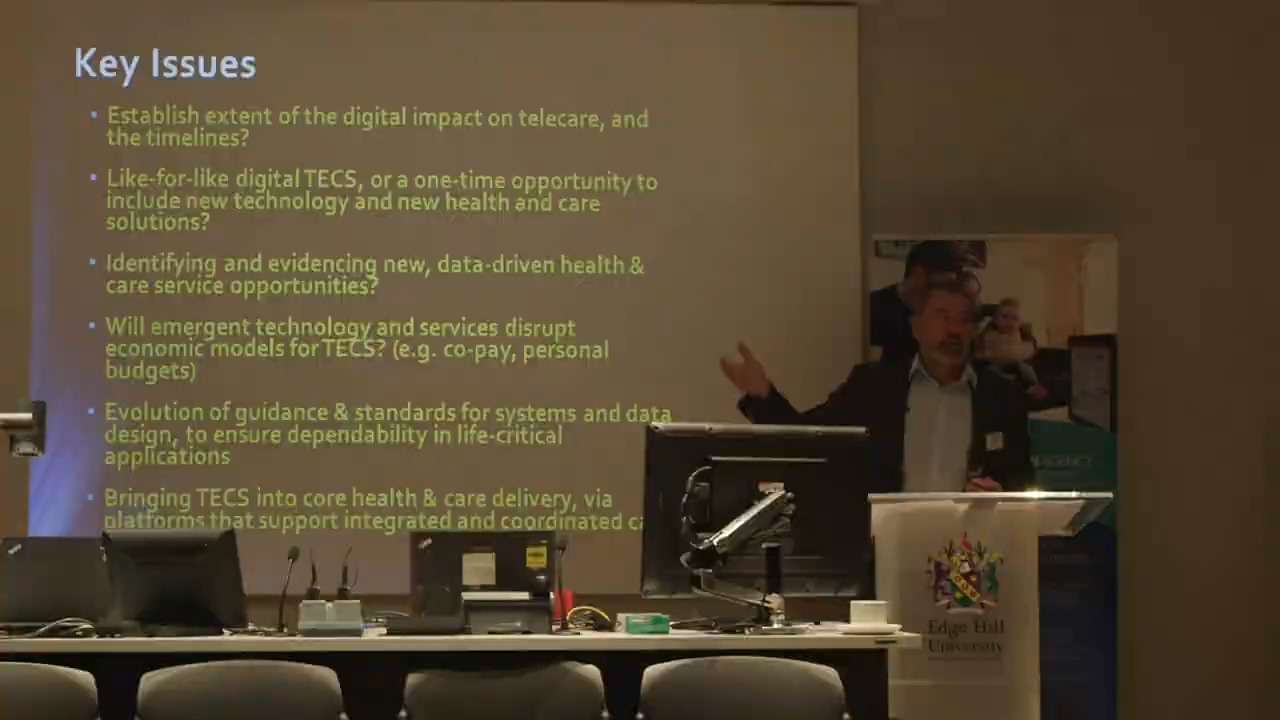 Key Issues
Establish extent of the digital impact on telecare, and
the timelines?
Like-for-like digital TECS, or a one-time opportunity to
include new technology and new health and care
solutions?
Identifying and evidencing new, data-driven health &
care service opportunities?
Will emergent technology and services disrupt
economic models for TECS? (e.g. co-pay, personal
budgets)
Evolution of guidance & standards for systems and data
design, to ensure dependability in life-critical
applications
Bringing TECS into core health & care delivery, via
platforms that support integrated and coordinated
Edge Hill
University